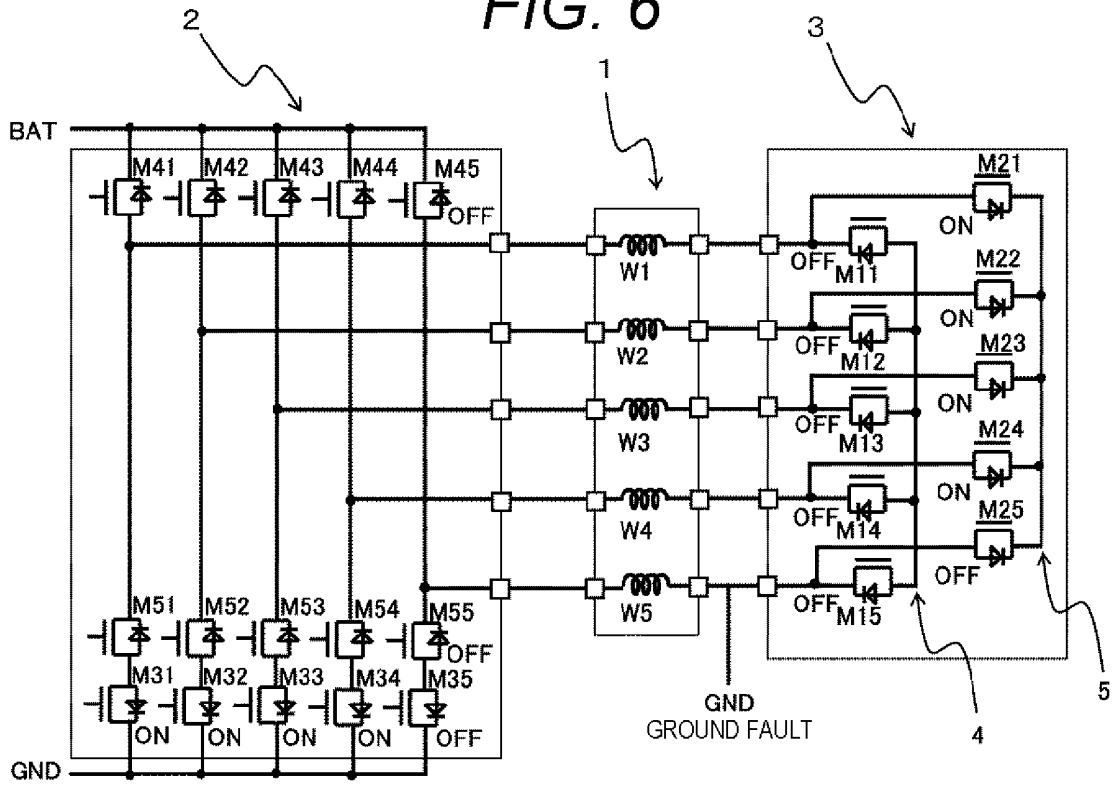 FIG. 6
2
1
3
BAT
M41 M42 M43 M44 M45
OFF
M21
ON
OFF M11
W1
M22
ON
OFF M12
W2
M23
ON
OFF M13
W3
M24
ON
OFF M14
W4
M25
OFF
OFF M15
W5
M51 M52 M53 M54 M55
OFF
M31 M32 M33 M34 M35
ON ON ON ON OFF
GND
GND
GROUND FAULT
4
5